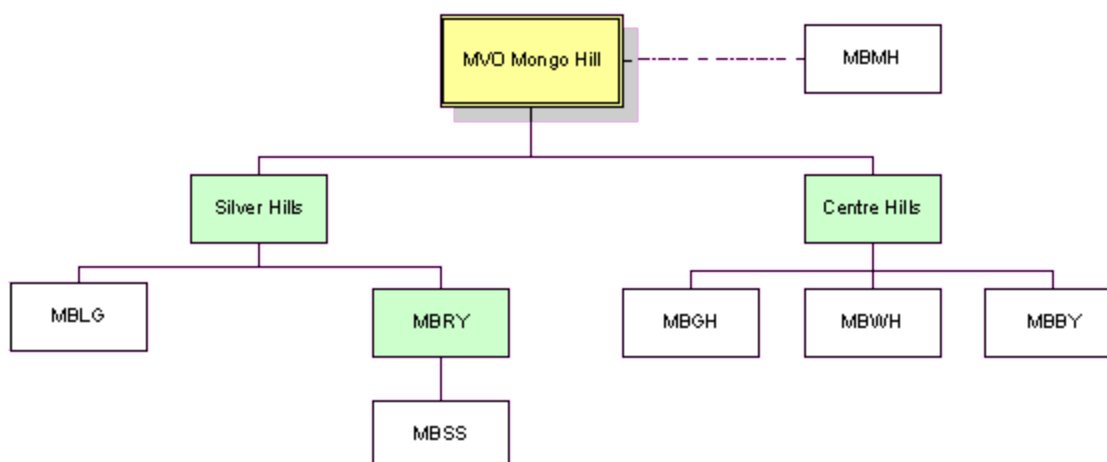 MVO Mongo Hill
MBMH
Silver Hills
Centre Hills
MBLG
MBRY
MBGH
MBWH
MBBY
MBSS